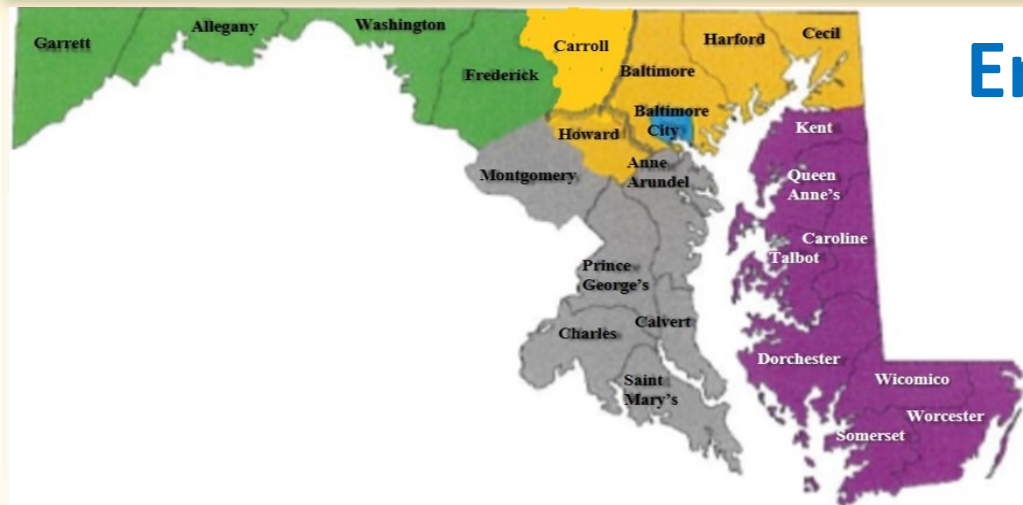 Garrett
Allegany
Washington
Frederick
Carroll
Baltimore
Harford
Cecil
Baltimore
City
Howard
Montgomery
Anne
Arundel
Kent
Queen
Anne's
Caroline
Talbot
Prince
George's
Charles
Calvert
Saint
Mary's
Dorchester
Wicomico
Worcester
Somerset